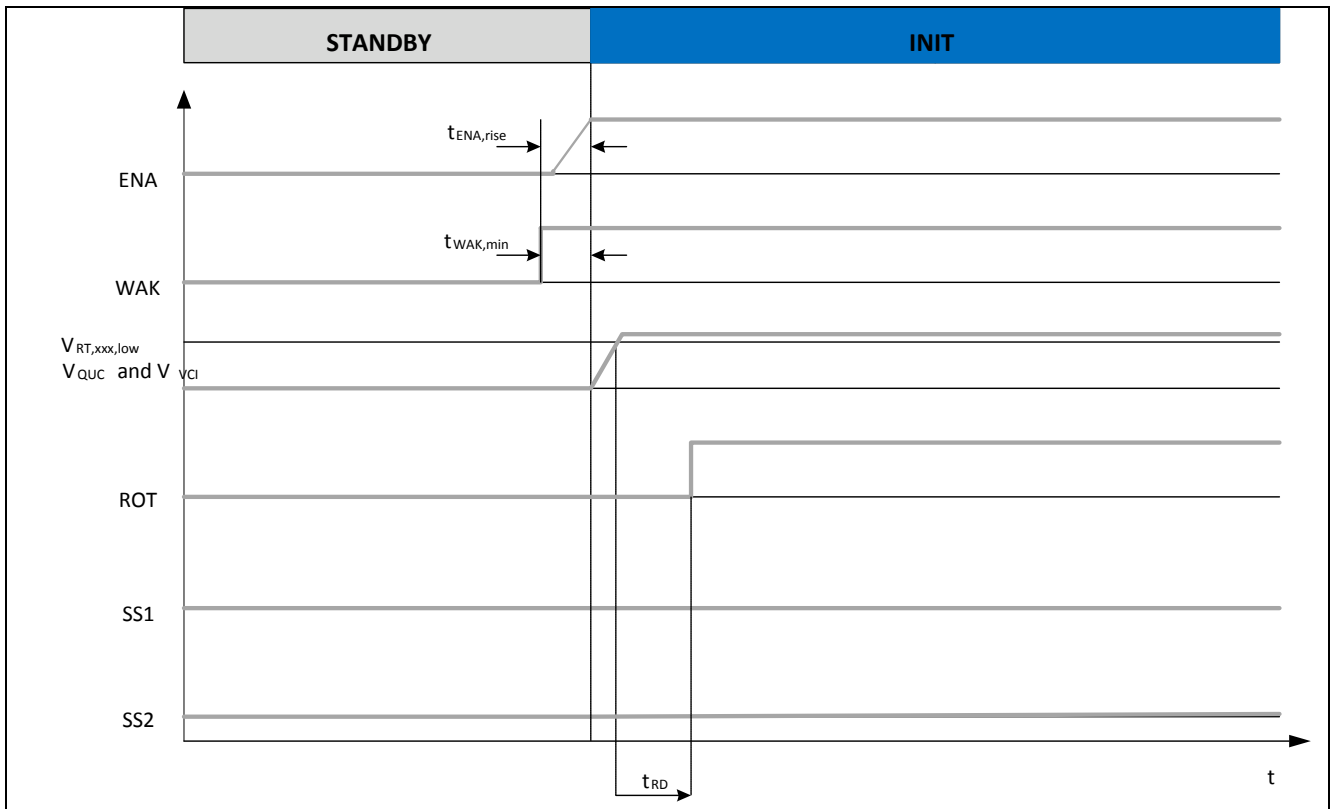 STANDBY INIT
tENA,rise
ENA
tWAK,min
WAK
VRT,xxx,low
VQUC and V VCI
ROT
SS1
SS2
tRD
t